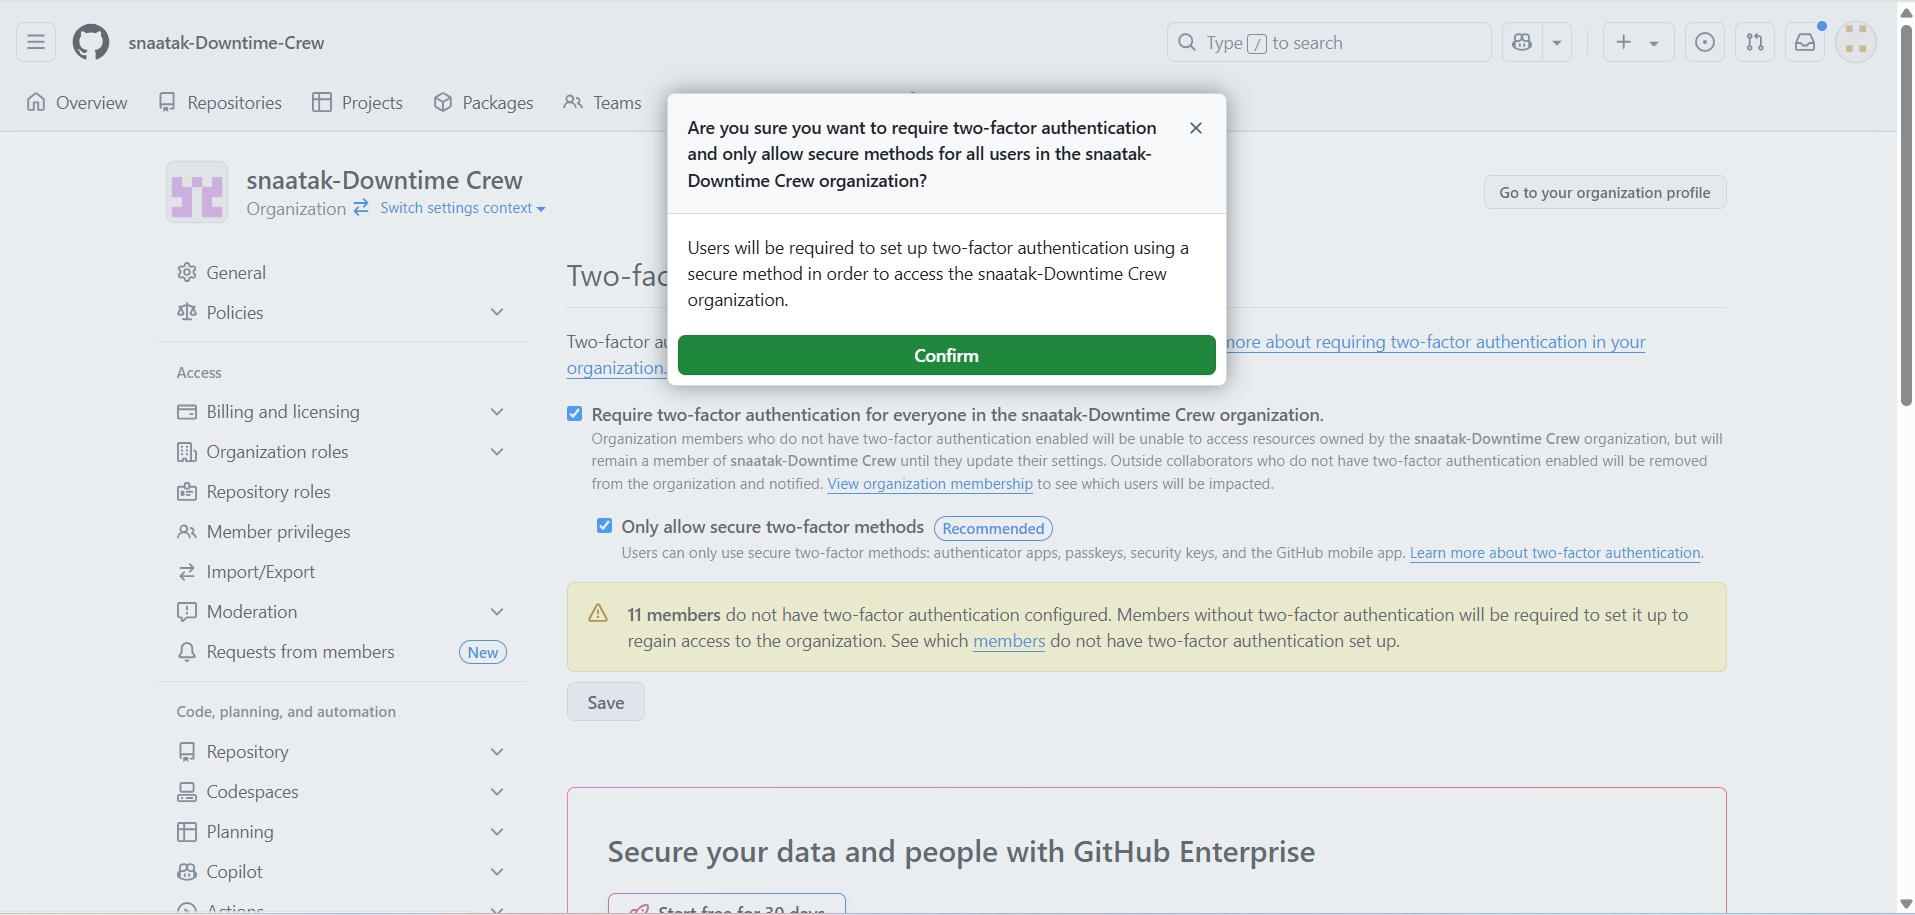 snaatak-Downtime-Crew
Type / to search
Overview
Repositories
Projects
Packages
Teams
snaatak-Downtime Crew
Organization
Switch settings context
Go to your organization profile
Are you sure you want to require two-factor authentication
and only allow secure methods for all users in the snaatak-
Downtime Crew organization?
Users will be required to set up two-factor authentication using a
secure method in order to access the snaatak-Downtime Crew
organization.
Confirm
General
Policies
Access
Billing and licensing
Organization roles
Repository roles
Member privileges
Import/Export
Moderation
Requests from members
New
Code, planning, and automation
Repository
Codespaces
Planning
Copilot
Actions
Two-fac
Two-factor au
more about requiring two-factor authentication in your
organization.
Require two-factor authentication for everyone in the snaatak-Downtime Crew organization.
Organization members who do not have two-factor authentication enabled will be unable to access resources owned by the snaatak-Downtime Crew organization, but will
remain a member of snaatak-Downtime Crew until they update their settings. Outside collaborators who do not have two-factor authentication enabled will be removed
from the organization and notified. View organization membership to see which users will be impacted.
Only allow secure two-factor methods Recommended
Users can only use secure two-factor methods: authenticator apps, passkeys, security keys, and the GitHub mobile app. Learn more about two-factor authentication.
11 members do not have two-factor authentication configured. Members without two-factor authentication will be required to set it up to
regain access to the organization. See which members do not have two-factor authentication set up.
Save
Secure your data and people with GitHub Enterprise
Start free for 30 days